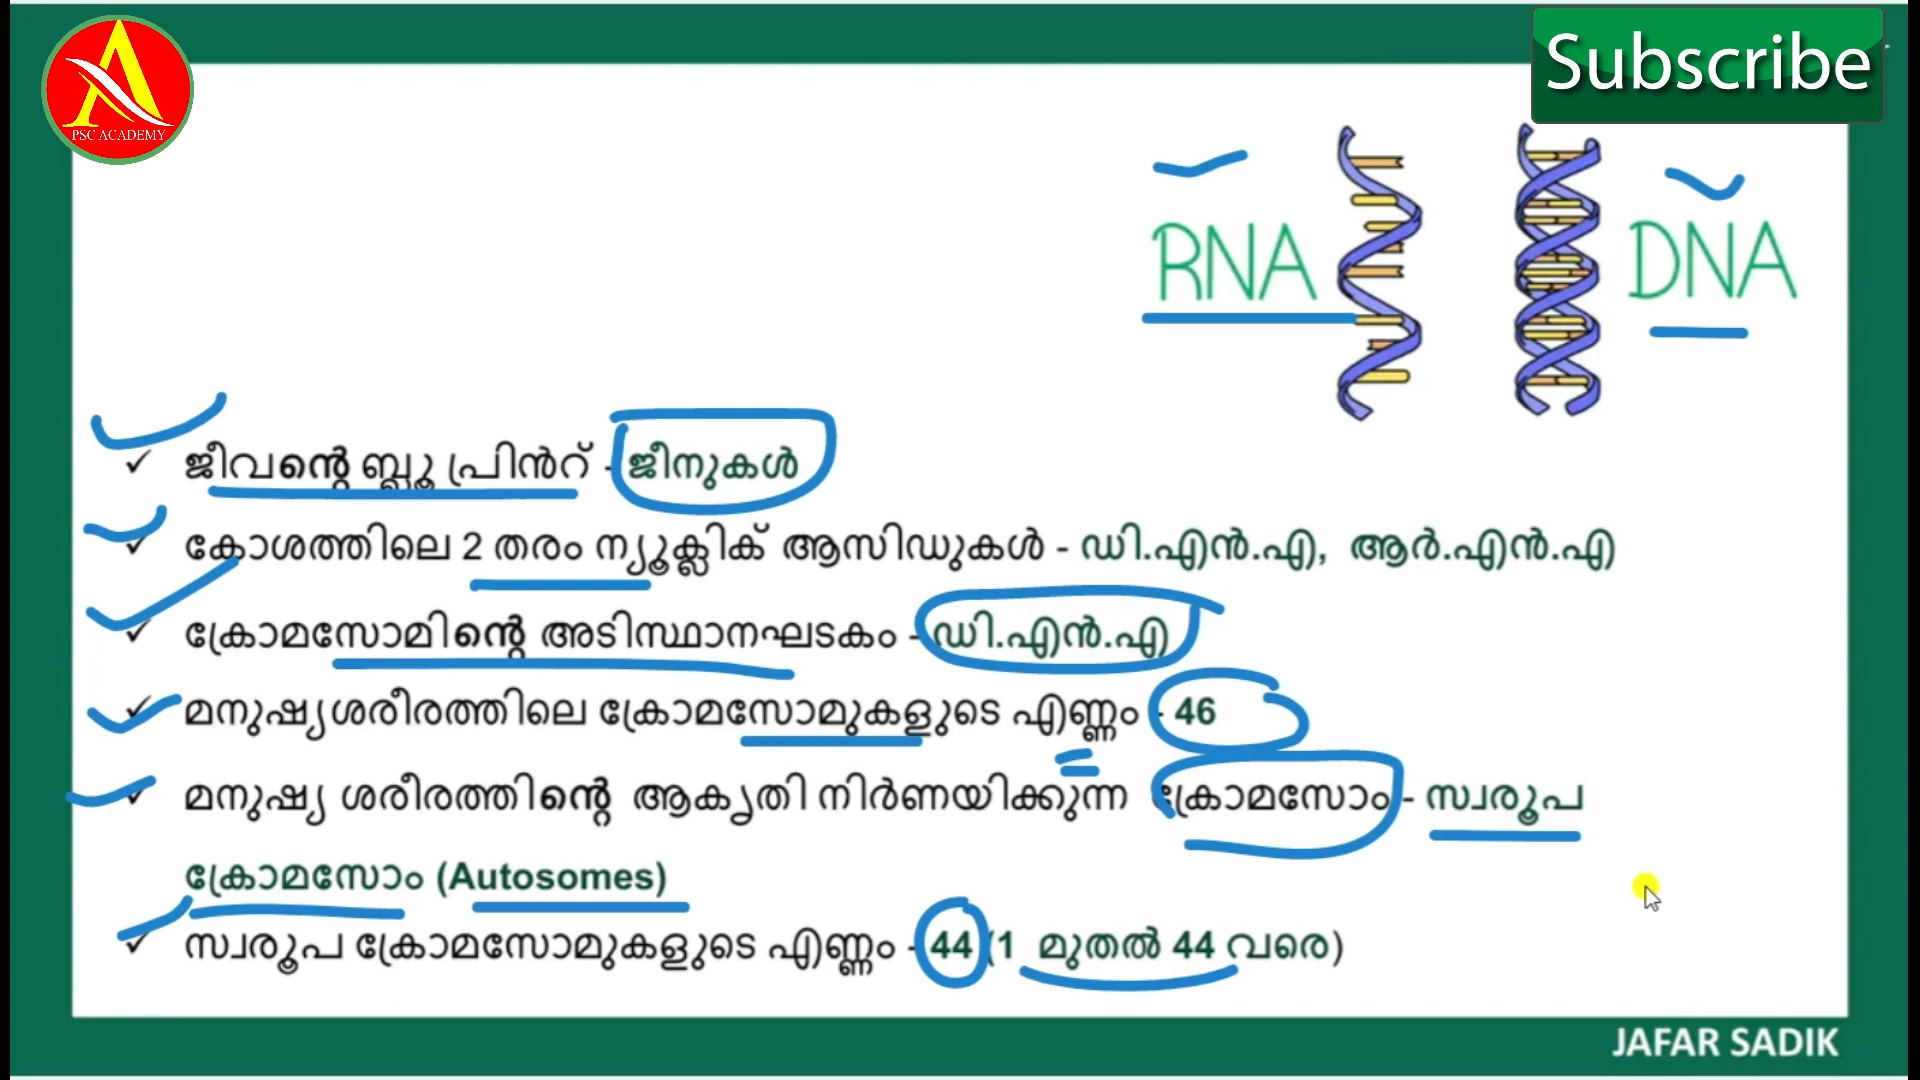 PSC ACADEMY
Subscribe
RNA
DNA
ജീവന്റെ ബ്ലൂ പ്രിൻറ് - ജീനുകൾ
കോശത്തിലെ 2 തരം ന്യൂക്ലിക് ആസിഡുകൾ - ഡി.എൻ.എ, ആർ.എൻ.എ
ക്രോമസോമിന്റെ അടിസ്ഥാനഘടകം - ഡി.എൻ.എ
മനുഷ്യശരീരത്തിലെ ക്രോമസോമുകളുടെ എണ്ണം - 46
മനുഷ്യ ശരീരത്തിന്റെ ആകൃതി നിർണയിക്കുന്ന ക്രോമസോം - സ്വരൂപ
ക്രോമസോം (Autosomes)
സ്വരൂപ ക്രോമസോമുകളുടെ എണ്ണം - 44 (1 മുതൽ 44 വരെ)
JAFAR SADIK